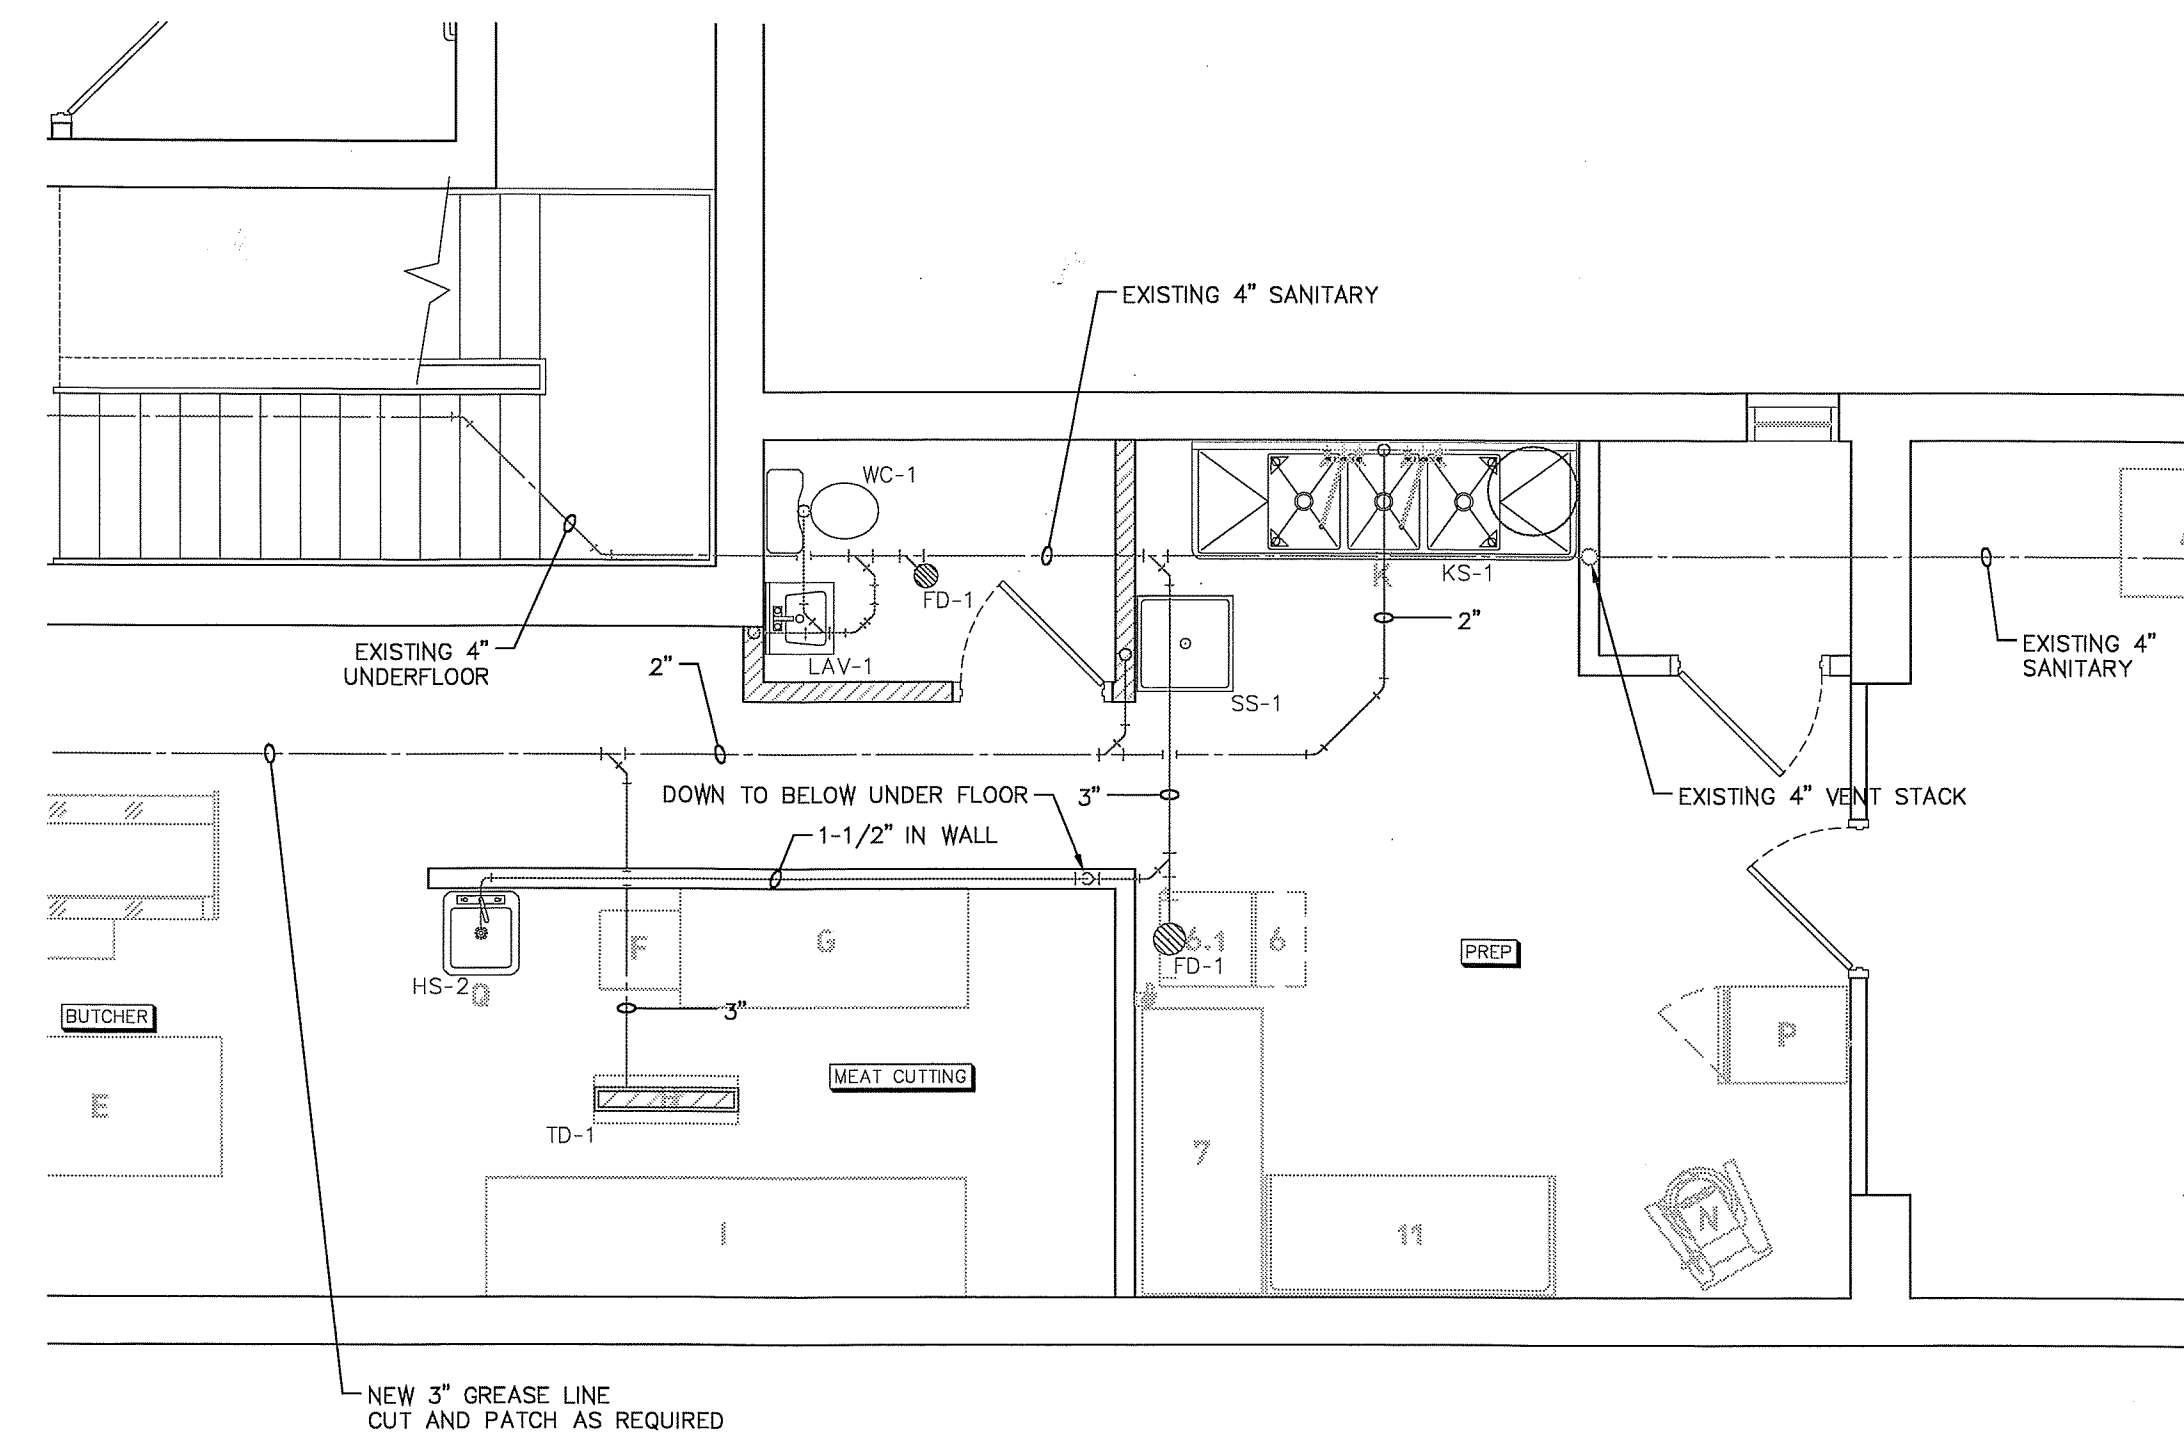 EXISTING 4" SANITARY
WC-1
FD-1
LAV-1
K
KS-1
2"
SS-1
EXISTING 4"
UNDERFLOOR
2"
EXISTING 4"
SANITARY
DOWN TO BELOW UNDER FLOOR
3"
EXISTING 4" VENT STACK
1-1/2" IN WALL
F
G
6.1
6
FD-1
PREP
HS-2
Q
3"
BUTCHER
P
E
MEAT CUTTING
H
TD-1
7
I
11
N
NEW 3" GREASE LINE
CUT AND PATCH AS REQUIRED